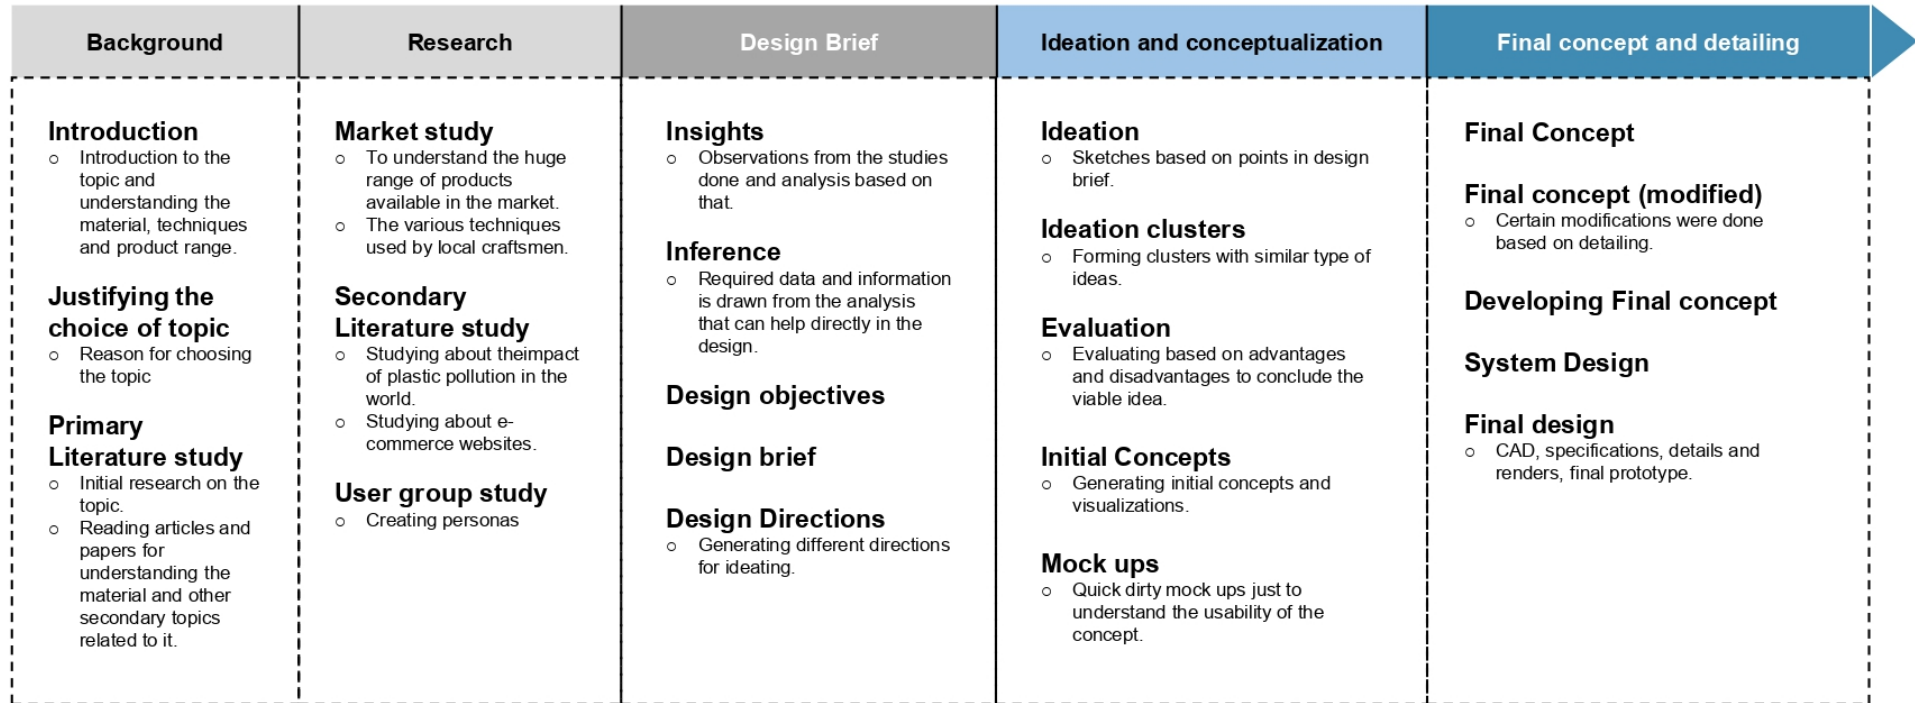 Background
Research
Design Brief
Ideation and conceptualization
Final concept and detailing
Introduction
o Introduction to the
topic and
understanding the
material, techniques
and product range.
Justifying the
choice of topic
o Reason for choosing
the topic
Primary
Literature study
o Initial research on the
topic.
o Reading articles and
papers for
understanding the
material and other
secondary topics
related to it.
Market study
o To understand the huge
range of products
available in the market.
o The various techniques
used by local craftsmen.
Secondary
Literature study
o Studying about theimpact
of plastic pollution in the
world.
o Studying about e-
commerce websites.
User group study
o Creating personas
Insights
o Observations from the studies
done and analysis based on
that.
Inference
o Required data and information
is drawn from the analysis
that can help directly in the
design.
Design objectives
Design brief
Design Directions
o Generating different directions
for ideating.
Ideation
o Sketches based on points in design
brief.
Ideation clusters
o Forming clusters with similar type of
ideas.
Evaluation
o Evaluating based on advantages
and disadvantages to conclude the
viable idea.
Initial Concepts
o Generating initial concepts and
visualizations.
Mock ups
o Quick dirty mock ups just to
understand the usability of the
concept.
Final Concept
Final concept (modified)
o Certain modifications were done
based on detailing.
Developing Final concept
System Design
Final design
o CAD, specifications, details and
renders, final prototype.